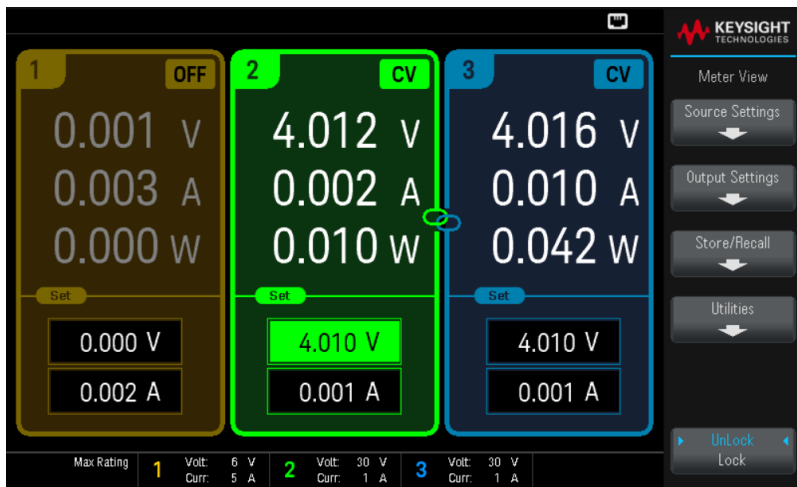 KEYSIGHT
TECHNOLOGIES
Meter View
1 OFF
0.001 V
0.003 A
0.000 W
Set
0.000 V
0.002 A
2 CV
4.012 V
0.002 A
0.010 W
Set
4.010 V
0.001 A
3 CV
4.016 V
0.010 A
0.042 W
Set
4.010 V
0.001 A
Source Settings
Output Settings
Store/Recall
Utilities
UnLock
Lock
Max Rating 1 Volt: 6 V 2 Volt: 30 V 3 Volt: 30 V
Curr: 5 A Curr: 1 A Curr: 1 A